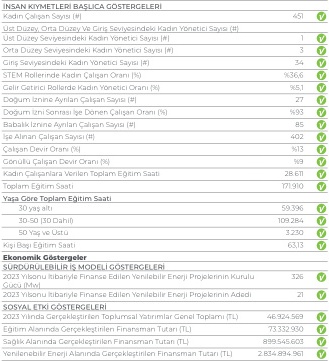 İNSAN KIYMETLERİ BAŞLICA GÖSTERGELERİ
Kadın Çalışan Sayısı (#) 451
Üst Düzey, Orta Düzey Ve Giriş Seviyesindeki Kadın Yönetici Sayısı (#)
Üst Düzey Seviyesindeki Kadın Yönetici Sayısı (#) 1
Orta Düzey Seviyesindeki Kadın Yönetici Sayısı (#) 3
Giriş Seviyesindeki Kadın Yönetici Sayısı (#) 34
STEM Rollerinde Kadın Çalışan Oranı (%) %36,6
Gelir Getirici Rollerde Kadın Yönetici Oranı (%) %5,1
Doğum İznine Ayrılan Çalışan Sayısı (#) 27
Doğum İzni Sonrası İşe Dönen Çalışan Oranı (%) %93
Babalık İznine Ayrılan Çalışan Sayısı (#) 85
İşe Alınan Çalışan Sayısı (#) 402
Çalışan Devir Oranı (%) %13
Gönüllü Çalışan Devir Oranı (%) %9
Kadın Çalışanlara Verilen Toplam Eğitim Saati 28.611
Toplam Eğitim Saati 171.910
Yaşa Göre Toplam Eğitim Saati
30 yaş altı 59.396
30-50 (30 Dahil) 109.284
50 Yaş ve Üstü 3.230
Kişi Başı Eğitim Saati 63,13
Ekonomik Göstergeler
SÜRDÜRÜLEBİLİR İŞ MODELİ GÖSTERGELERİ
2023 Yılsonu İtibariyle Finanse Edilen Yenilebilir Enerji Projelerinin Kurulu 326
Gücü (Mw)
2023 Yılsonu İtibariyle Finanse Edilen Yenilebilir Enerji Projelerinin Adedi 21
SOSYAL ETKİ GÖSTERGELERİ
2023 Yılında Gerçekleştirilen Toplumsal Yatırımlar Genel Toplamı (TL) 46.924.569
Eğitim Alanında Gerçekleştirilen Finansman Tutarı (TL) 73.332.930
Sağlık Alanında Gerçekleştirilen Finansman Tutarı (TL) 899.545.603
Yenilenebilir Enerji Alanında Gerçekleştirilen Finansman Tutarı (TL) 2.834.894.961